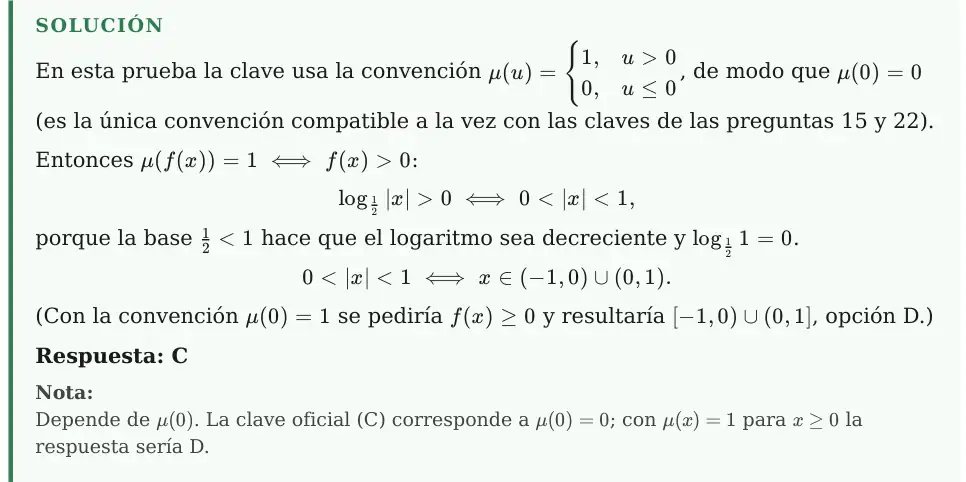 SOLUCIÓN
En esta prueba la clave usa la convención μ(u) = {1, u > 0; 0, u ≤ 0, de modo que μ(0) = 0
(es la única convención compatible a la vez con las claves de las preguntas 15 y 22).
Entonces μ(f(x)) = 1 ⟺ f(x) > 0:
log_{1/2} |x| > 0 ⟺ 0 < |x| < 1,
porque la base 1/2 < 1 hace que el logaritmo sea decreciente y log_{1/2} 1 = 0.
0 < |x| < 1 ⟺ x ∈ (−1, 0) ∪ (0, 1).
(Con la convención μ(0) = 1 se pediría f(x) ≥ 0 y resultaría [−1, 0) ∪ (0, 1], opción D.)
Respuesta: C
Nota:
Depende de μ(0). La clave oficial (C) corresponde a μ(0) = 0; con μ(x) = 1 para x ≥ 0 la
respuesta sería D.